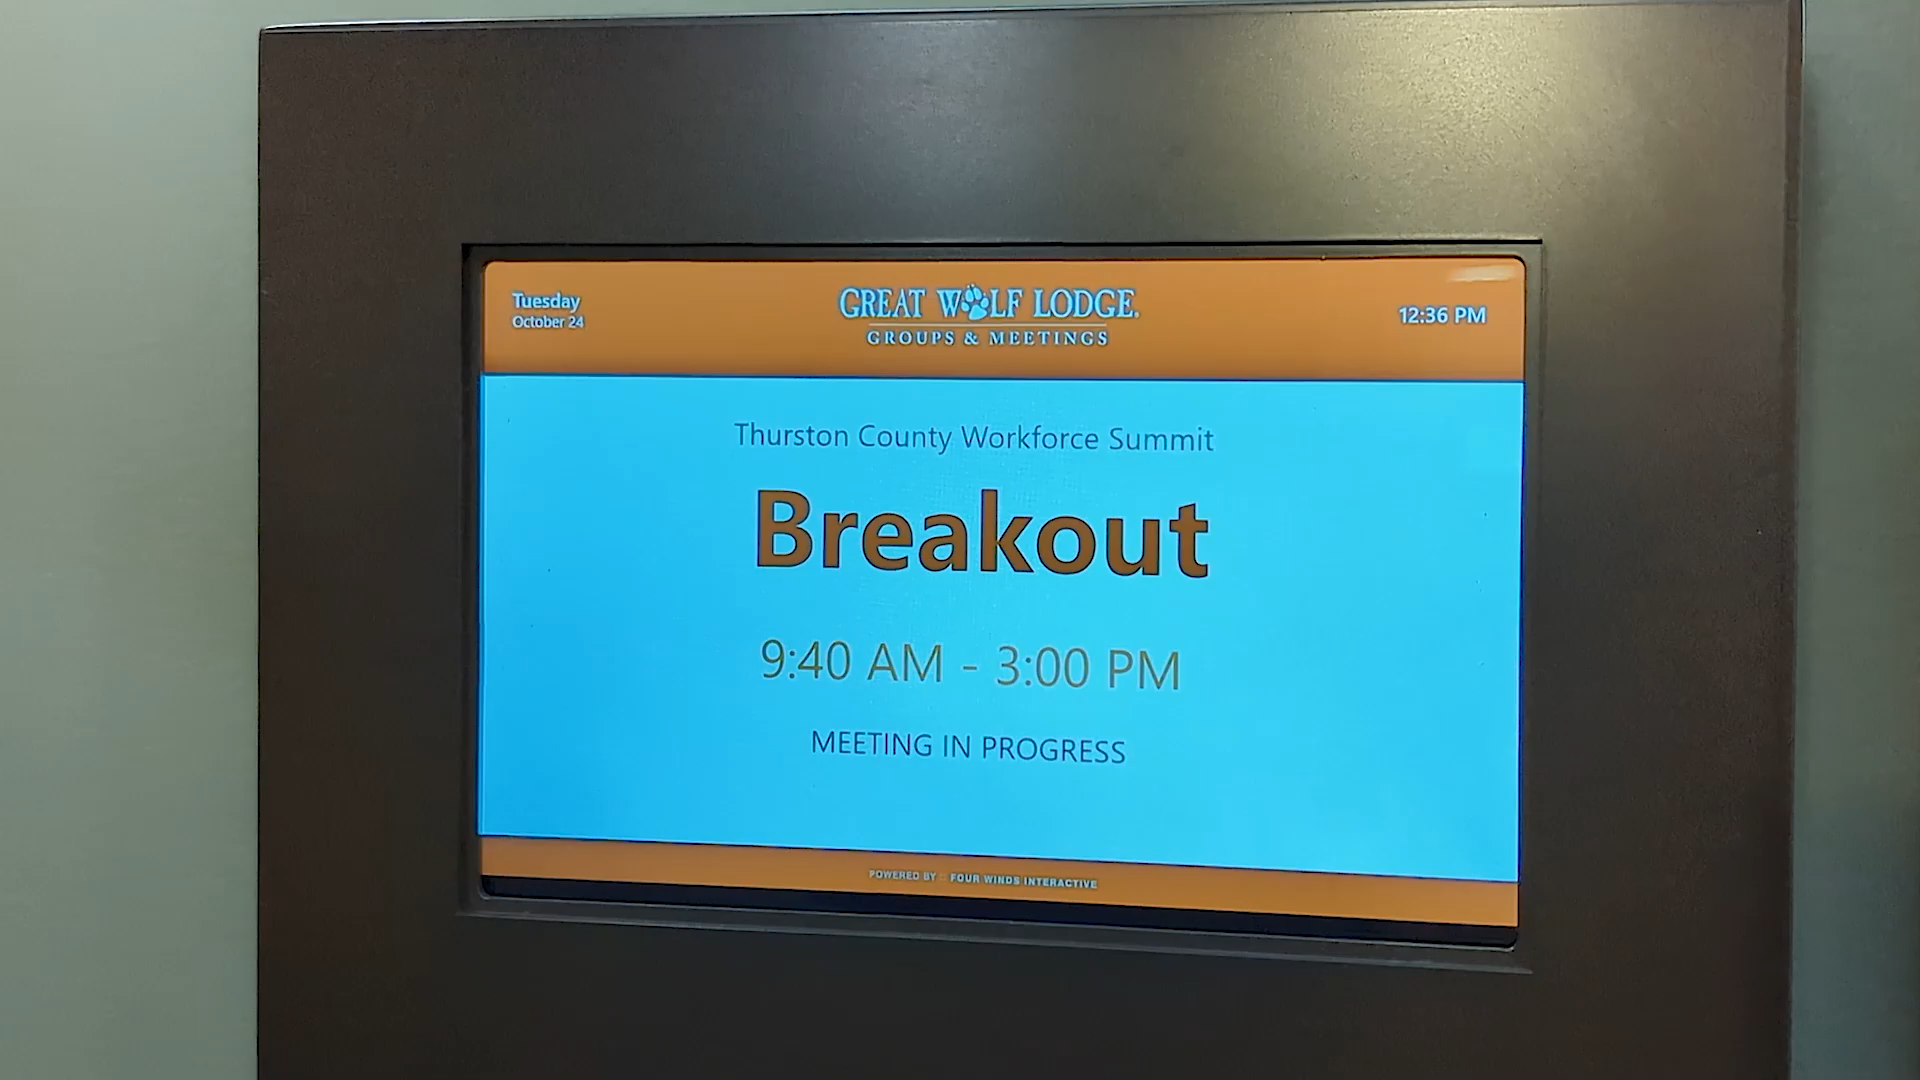 Tuesday
October 24
GREAT WOLF LODGE.
GROUPS & MEETINGS
12:36 PM
Thurston County Workforce Summit
Breakout
9:40 AM - 3:00 PM
MEETING IN PROGRESS
POWERED BY FOUR WINDS INTERACTIVE